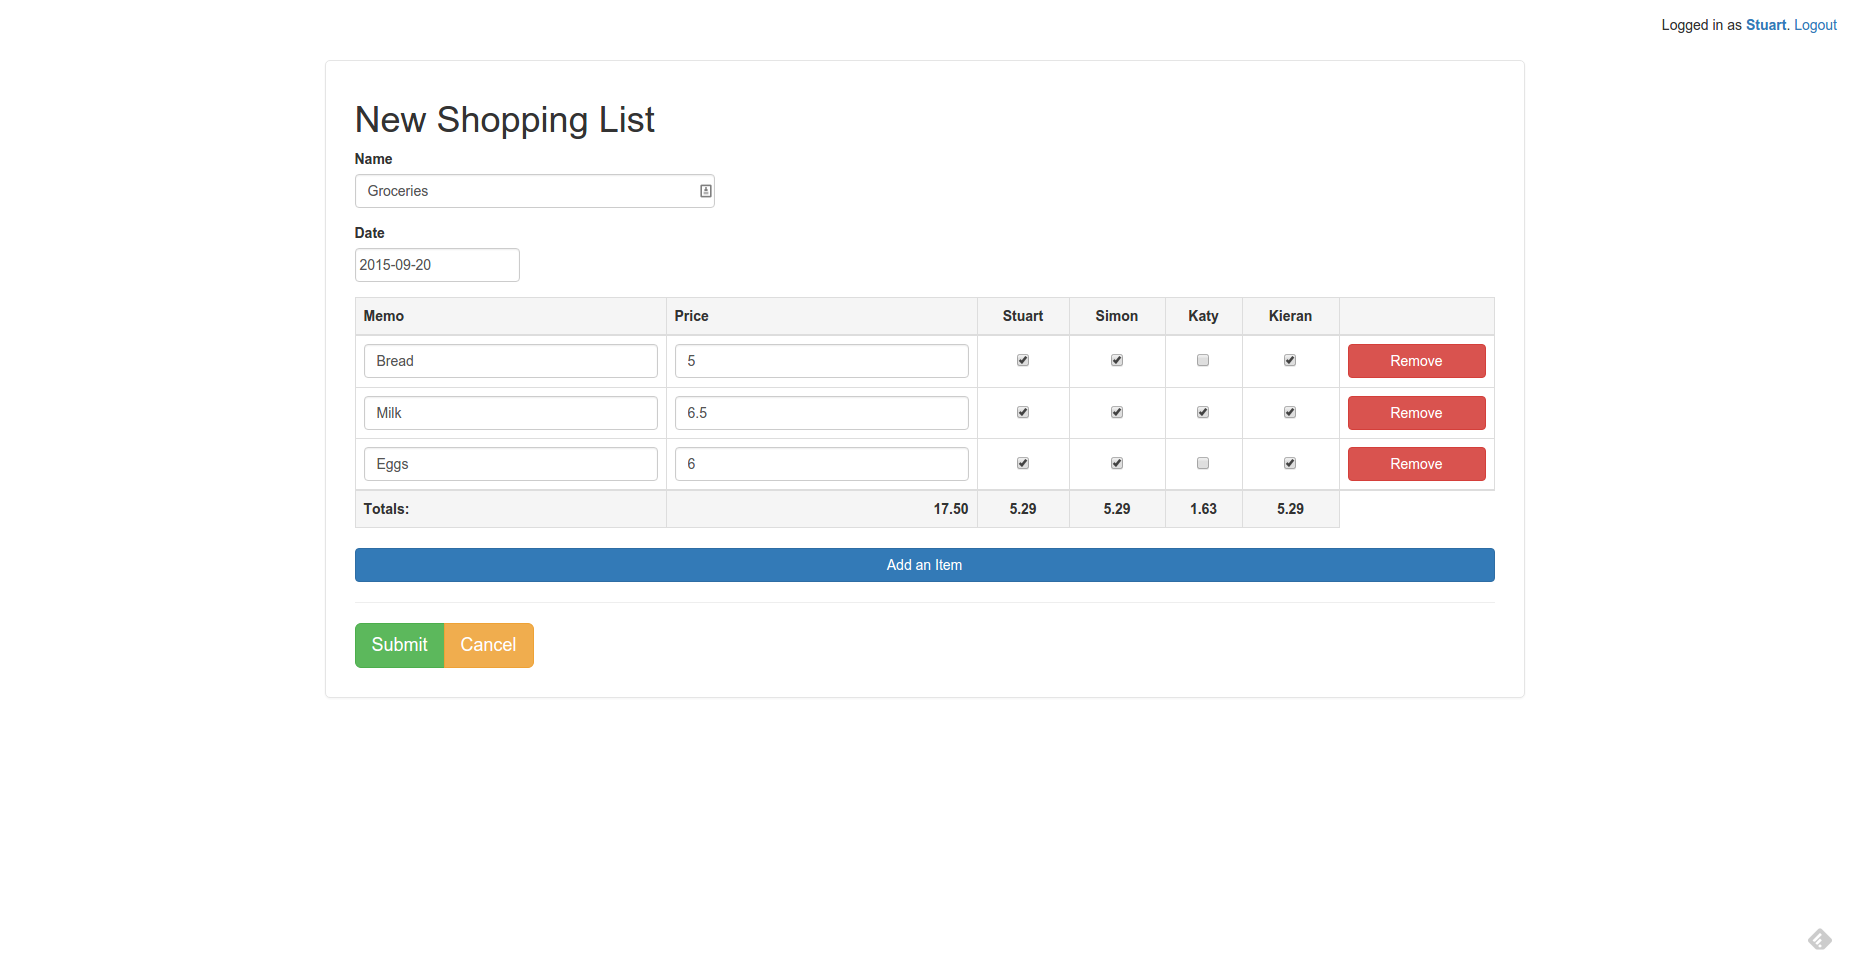 Logged in as Stuart. Logout
New Shopping List
Name
Groceries
Date
2015-09-20
Memo Price Stuart Simon Katy Kieran
Bread 5 Remove
Milk 6.5 Remove
Eggs 6 Remove
Totals: 17.50 5.29 5.29 1.63 5.29
Add an Item
Submit Cancel